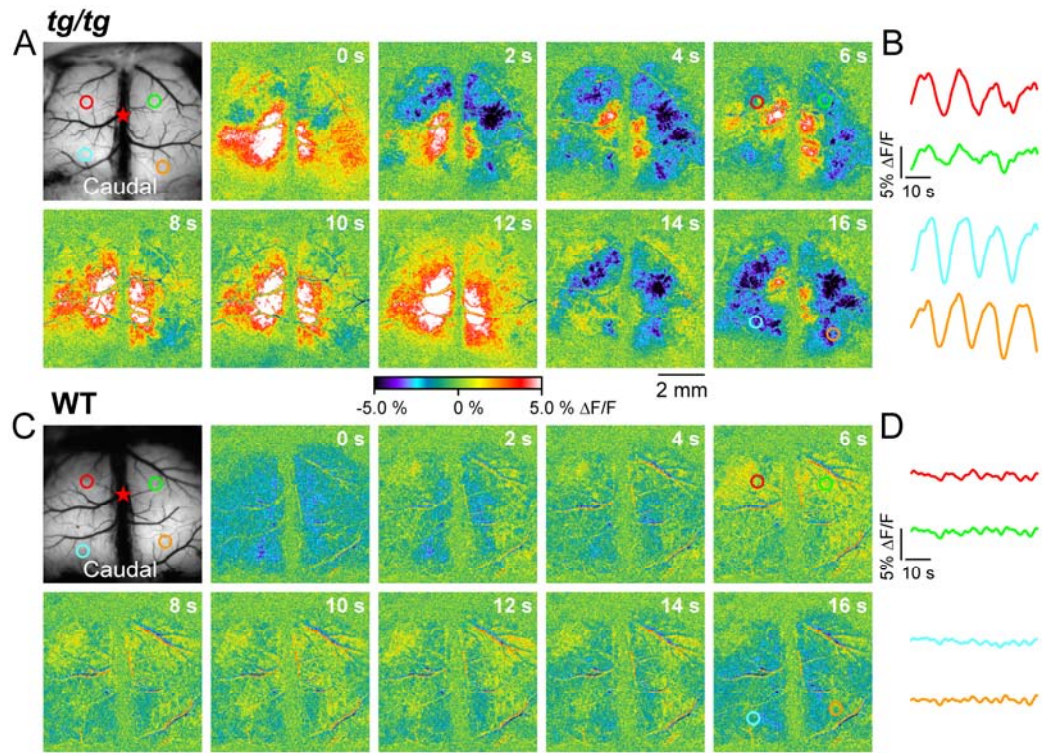 tg/tg
A
B
0 s
2 s
4 s
6 s
Caudal
5% ΔF/F
10 s
8 s
10 s
12 s
14 s
16 s
2 mm
-5.0 %
0 %
5.0 % ΔF/F
WT
C
D
0 s
2 s
4 s
6 s
Caudal
5% ΔF/F
10 s
8 s
10 s
12 s
14 s
16 s